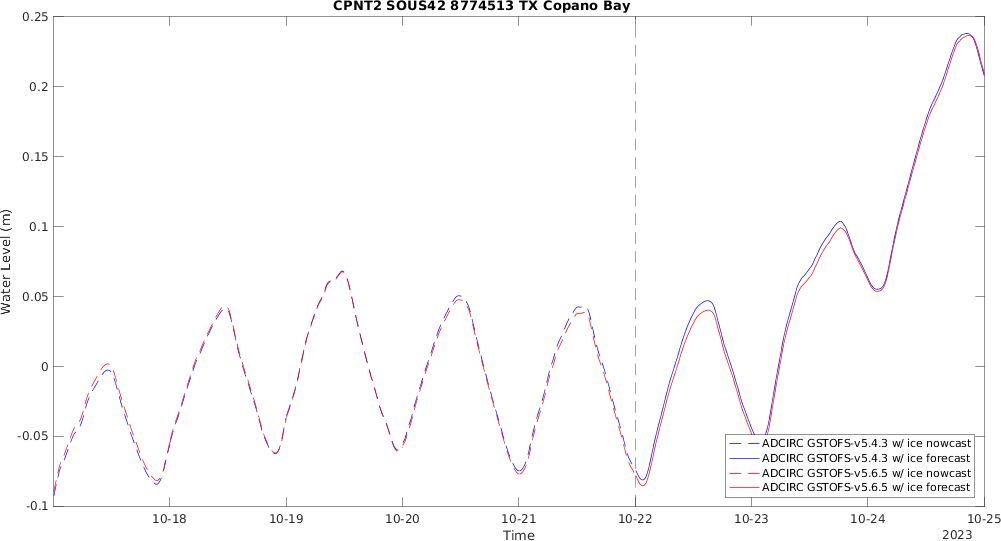 CPNT2 SOUS42 8774513 TX Copano Bay
0.25
0.2
0.15
0.1
0.05
0
-0.05
-0.1
Water Level (m)
10-18
10-19
10-20
10-21
10-22
10-23
10-24
10-25
Time
2023
ADCIRC GSTOFS-v5.4.3 w/ ice nowcast
ADCIRC GSTOFS-v5.4.3 w/ ice forecast
ADCIRC GSTOFS-v5.6.5 w/ ice nowcast
ADCIRC GSTOFS-v5.6.5 w/ ice forecast